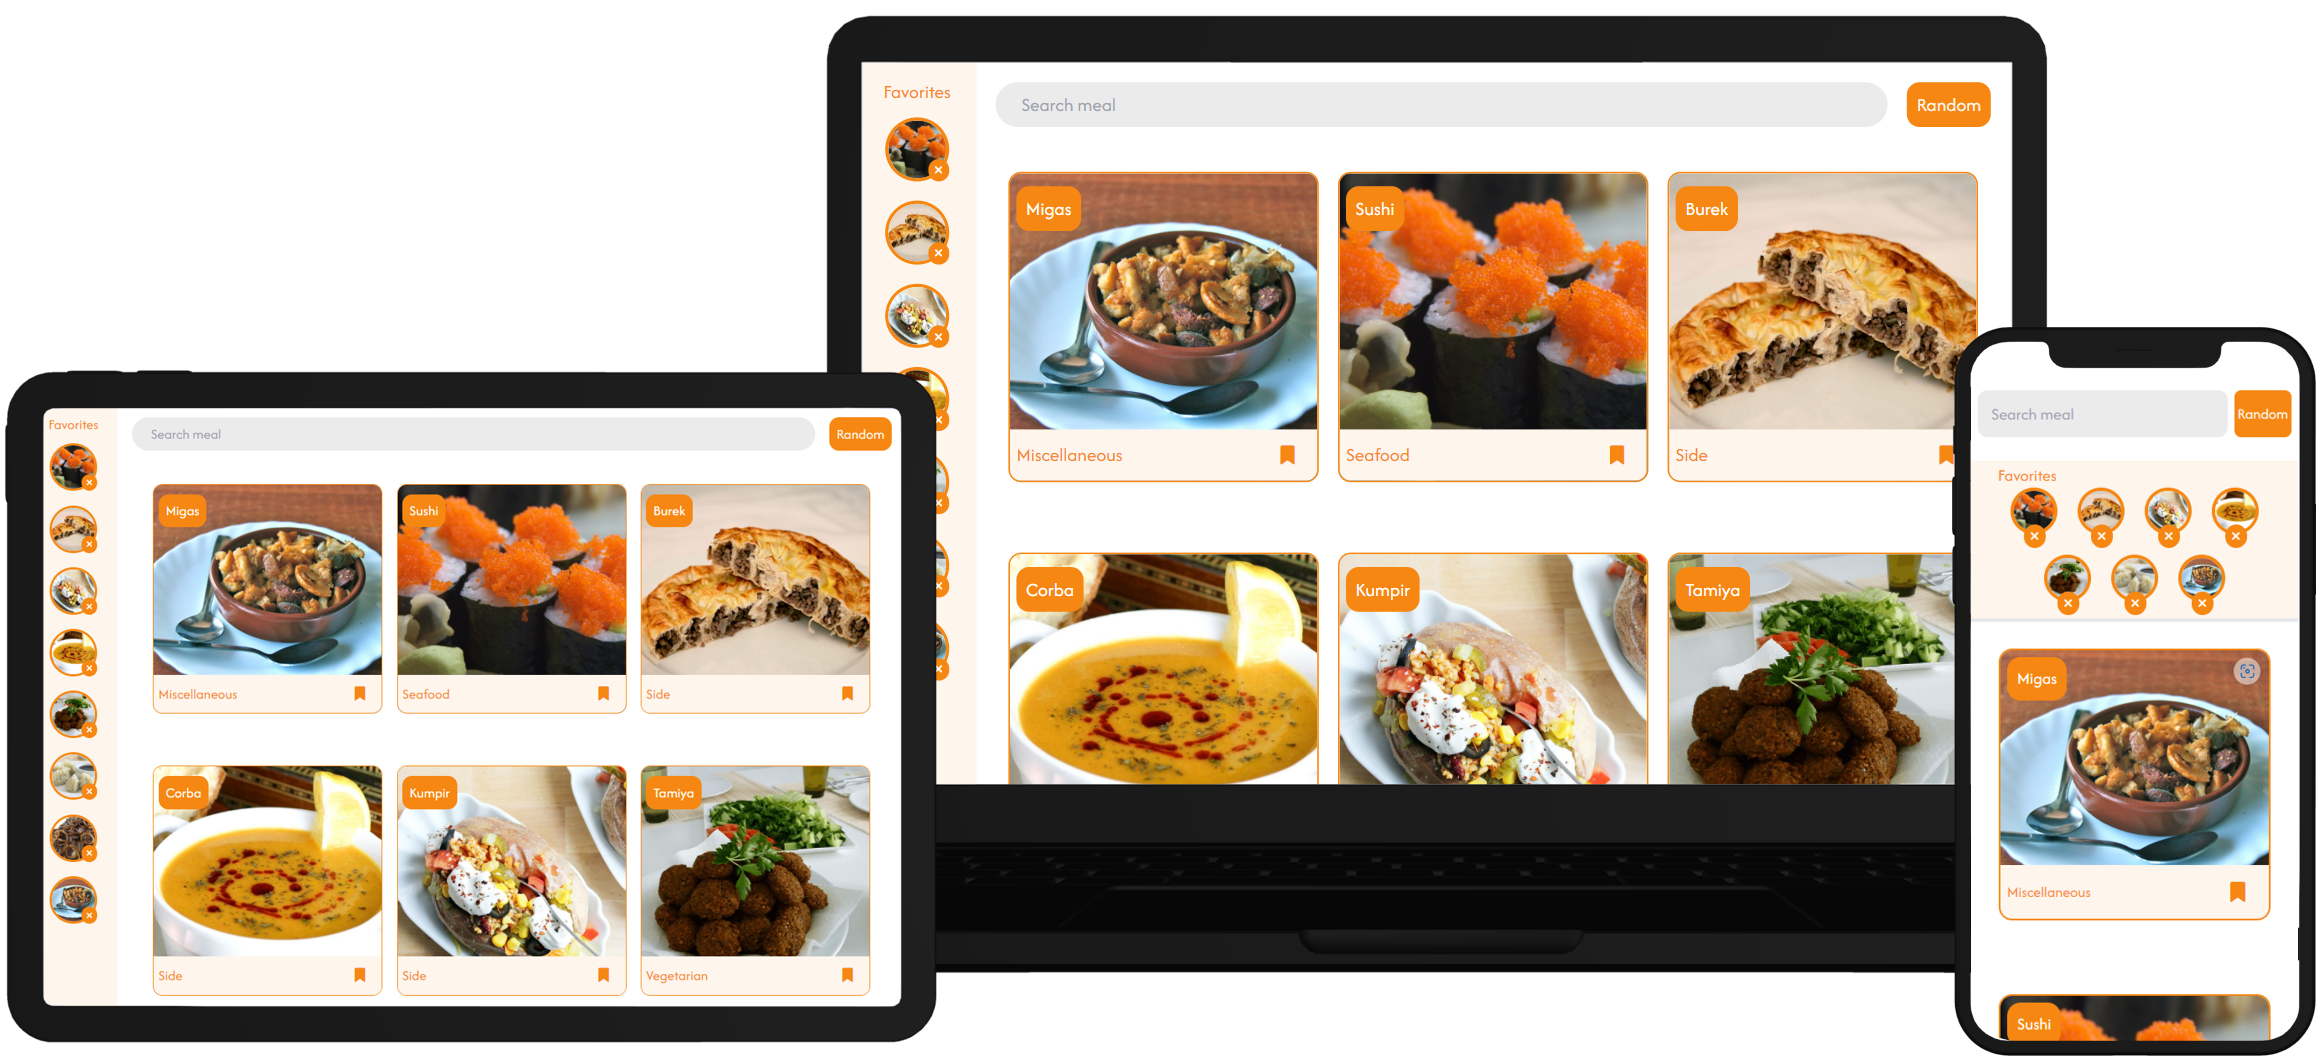 Favorites
Search meal
Random
Migas
Sushi
Burek
Miscellaneous
Seafood
Side
Corba
Kumpir
Tamiya
Favorites
Search meal
Random
Migas
Sushi
Burek
Miscellaneous
Seafood
Side
Corba
Kumpir
Tamiya
Side
Side
Vegetarian
Search meal
Random
Favorites
Migas
Miscellaneous
Sushi